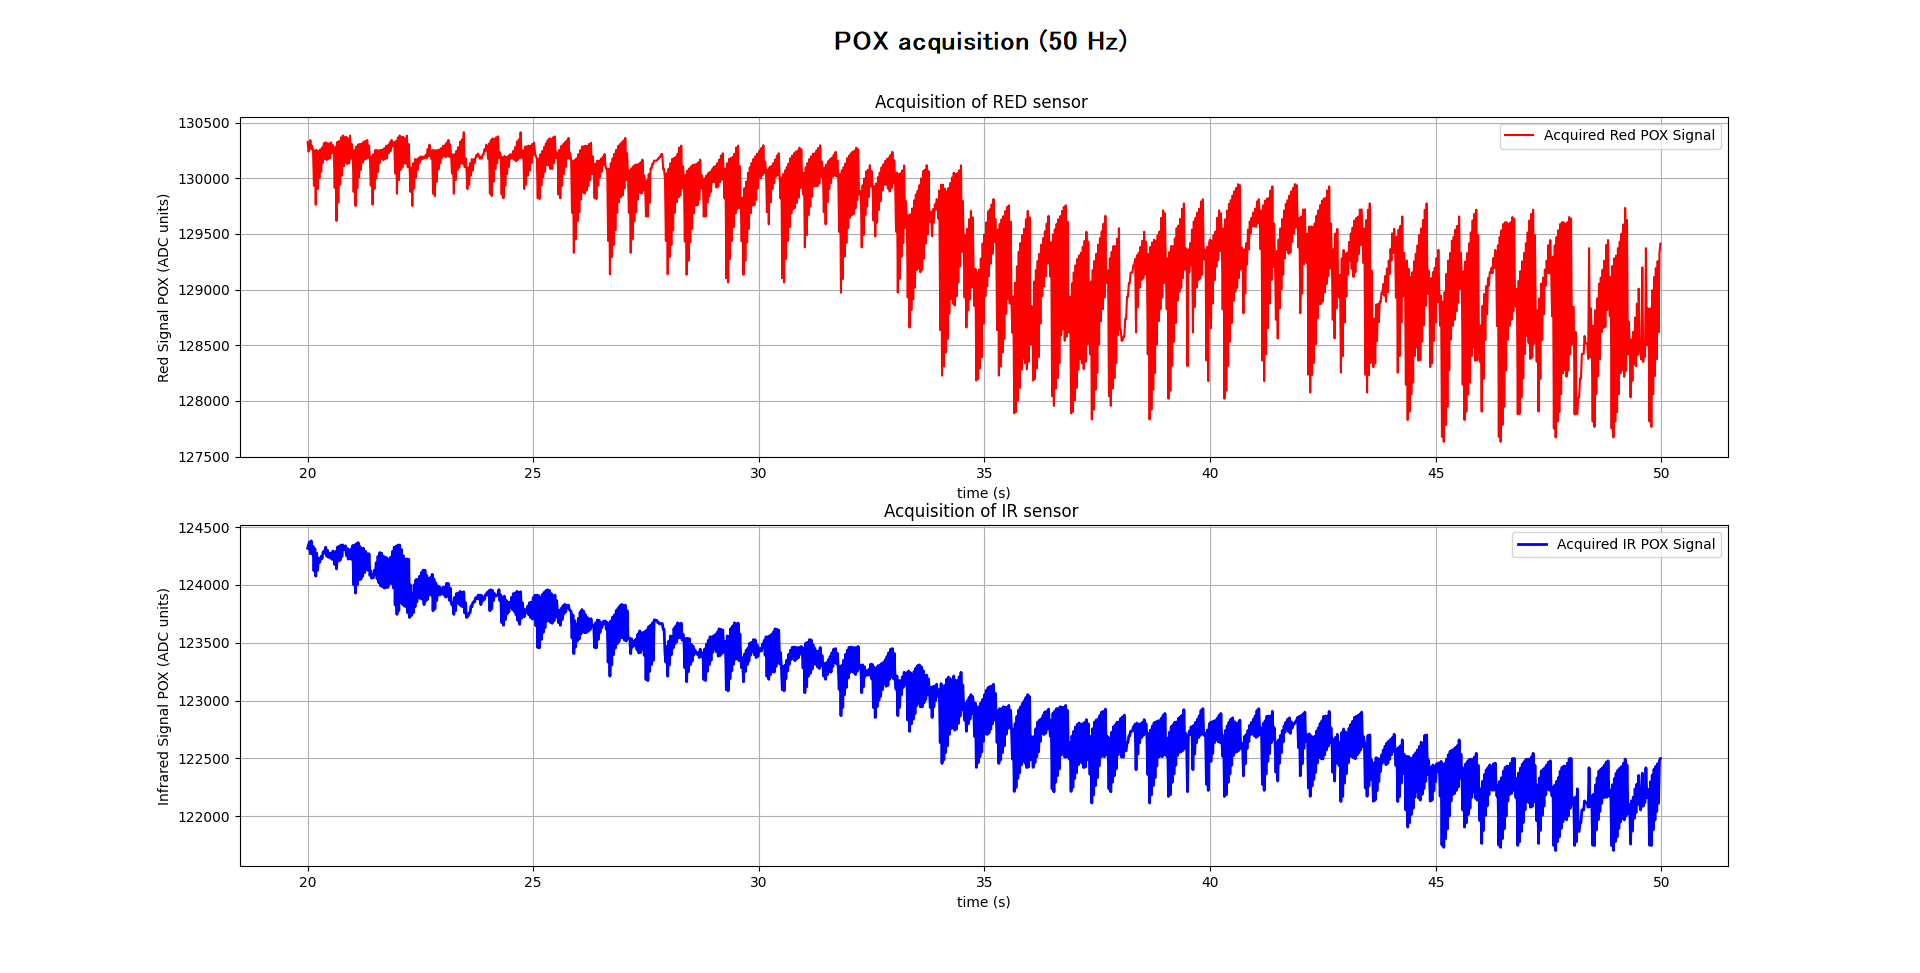 POX acquisition (50 Hz)
Acquisition of RED sensor
Acquired Red POX Signal
Red Signal POX (ADC units)
130500
130000
129500
129000
128500
128000
127500
20 25 30 35 40 45 50
time (s)
Acquisition of IR sensor
Acquired IR POX Signal
Infrared Signal POX (ADC units)
124500
124000
123500
123000
122500
122000
20 25 30 35 40 45 50
time (s)